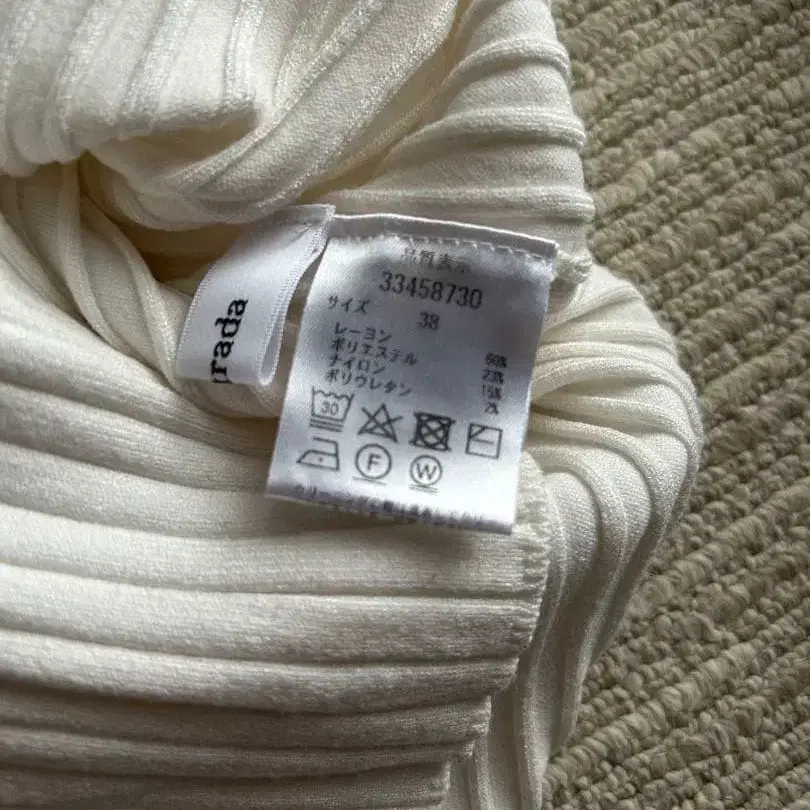 rada
品質表示
33458730
サイズ 38
レーヨン 60%
ポリエステル 23%
ナイロン 15%
ポリウレタン 2%
30
F W